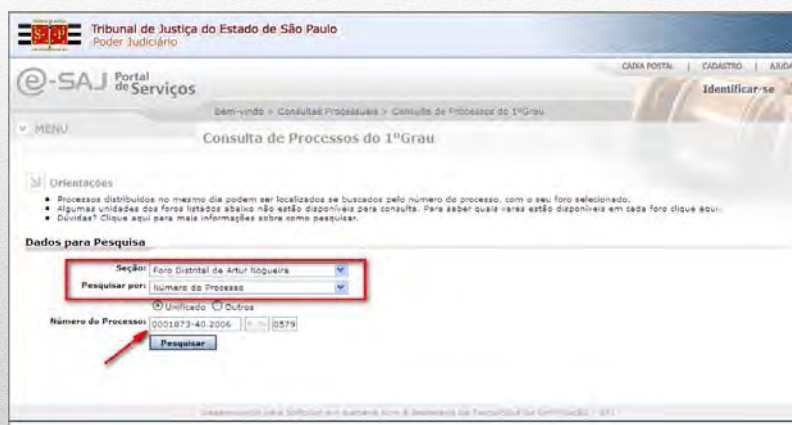 Tribunal de Justiça do Estado de São Paulo
Poder Judiciário
CAIXA POSTAL | CADASTRO | AJUDA
e-SAJ Portal de Serviços
Identificar-se
Bem-vindo > Consultas Processuais > Consulta de Processos do 1ºGrau
MENU
Consulta de Processos do 1ºGrau
Orientações
Processos distribuídos no mesmo dia podem ser localizados se buscados pelo número do processo, com o seu foro selecionado.
Algumas unidades dos foros listados abaixo não estão disponíveis para consulta. Para saber quais varas estão disponíveis em cada foro clique aqui.
Dúvidas? Clique aqui para mais informações sobre como pesquisar.
Dados para Pesquisa
Seção: Foro Distrital de Artur Nogueira
Pesquisar por: Número do Processo
Unificado Outros
Número do Processo: 0001873-40.2006 0579
Pesquisar